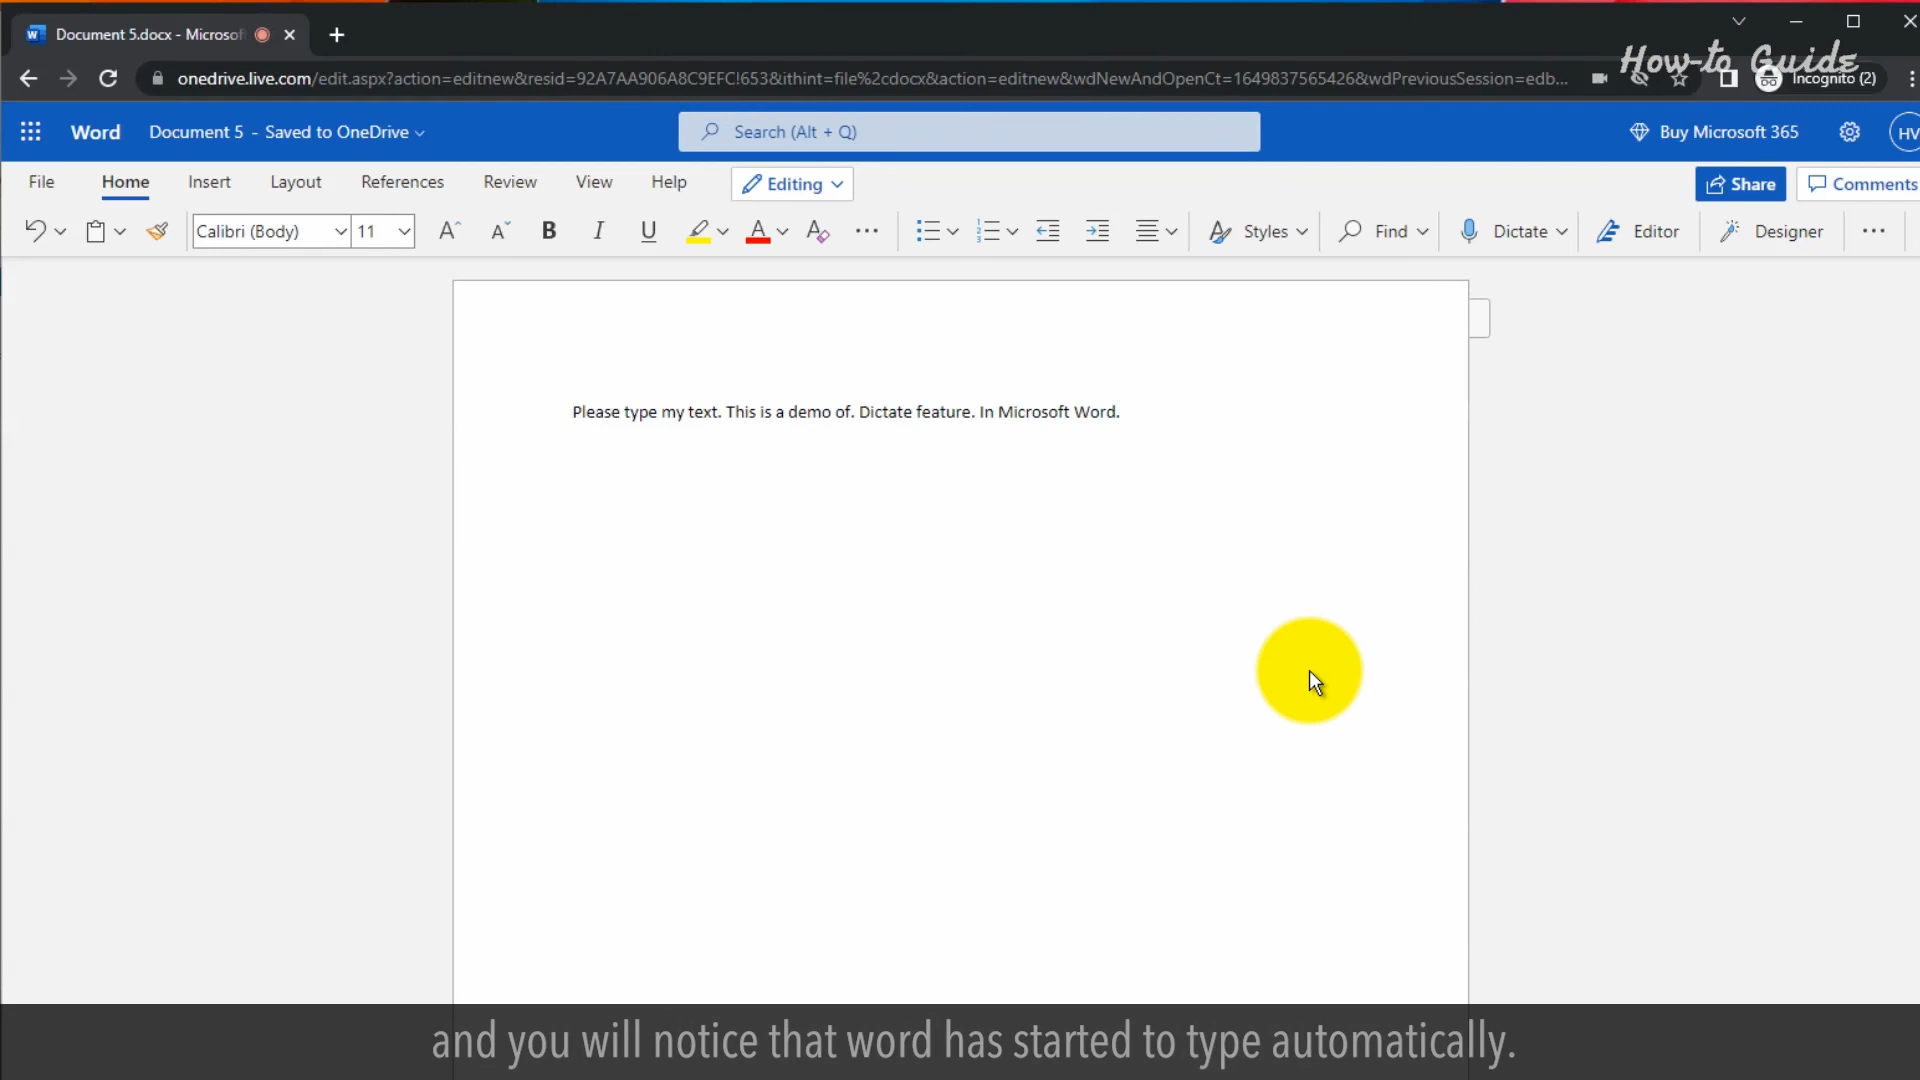 Document 5.docx - Microsof
How-to Guide
onedrive.live.com/edit.aspx?action=editnew&resid=92A7AA906A8C9EFC!653&ithint=file%2cdocx&action=editnew&wdNewAndOpenCt=1649837565426&wdPreviousSession=edb...
Incognito (2)
Word Document 5 - Saved to OneDrive Search (Alt + Q) Buy Microsoft 365 HV
File Home Insert Layout References Review View Help Editing Share Comments
Calibri (Body) 11 A A B I U A A Styles Find Dictate Editor Designer
Please type my text. This is a demo of. Dictate feature. In Microsoft Word.
and you will notice that word has started to type automatically.